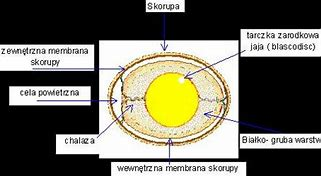 Skorupa
tarczka zarodkowa
jaja ( blascodisc)
zewnętrzna membrana
skorupy
cela powietrzna
chalaza
Białko- gruba warstw
wewnętrzna membrana skorupy